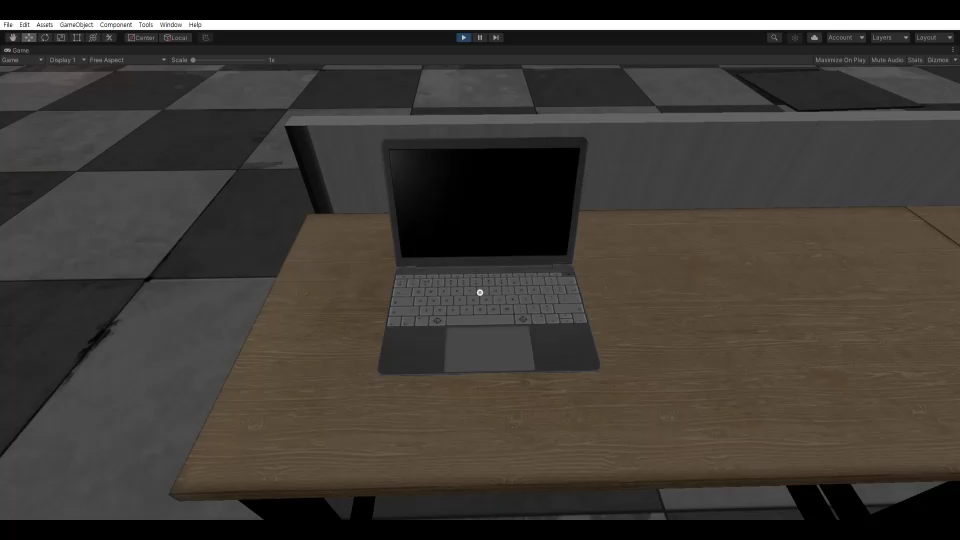 File Edit Assets GameObject Component Tools Window Help
Center Local Account Layers Layout
Game
Game Display 1 Free Aspect Scale 1x Maximize On Play Mute Audio Stats Gizmos